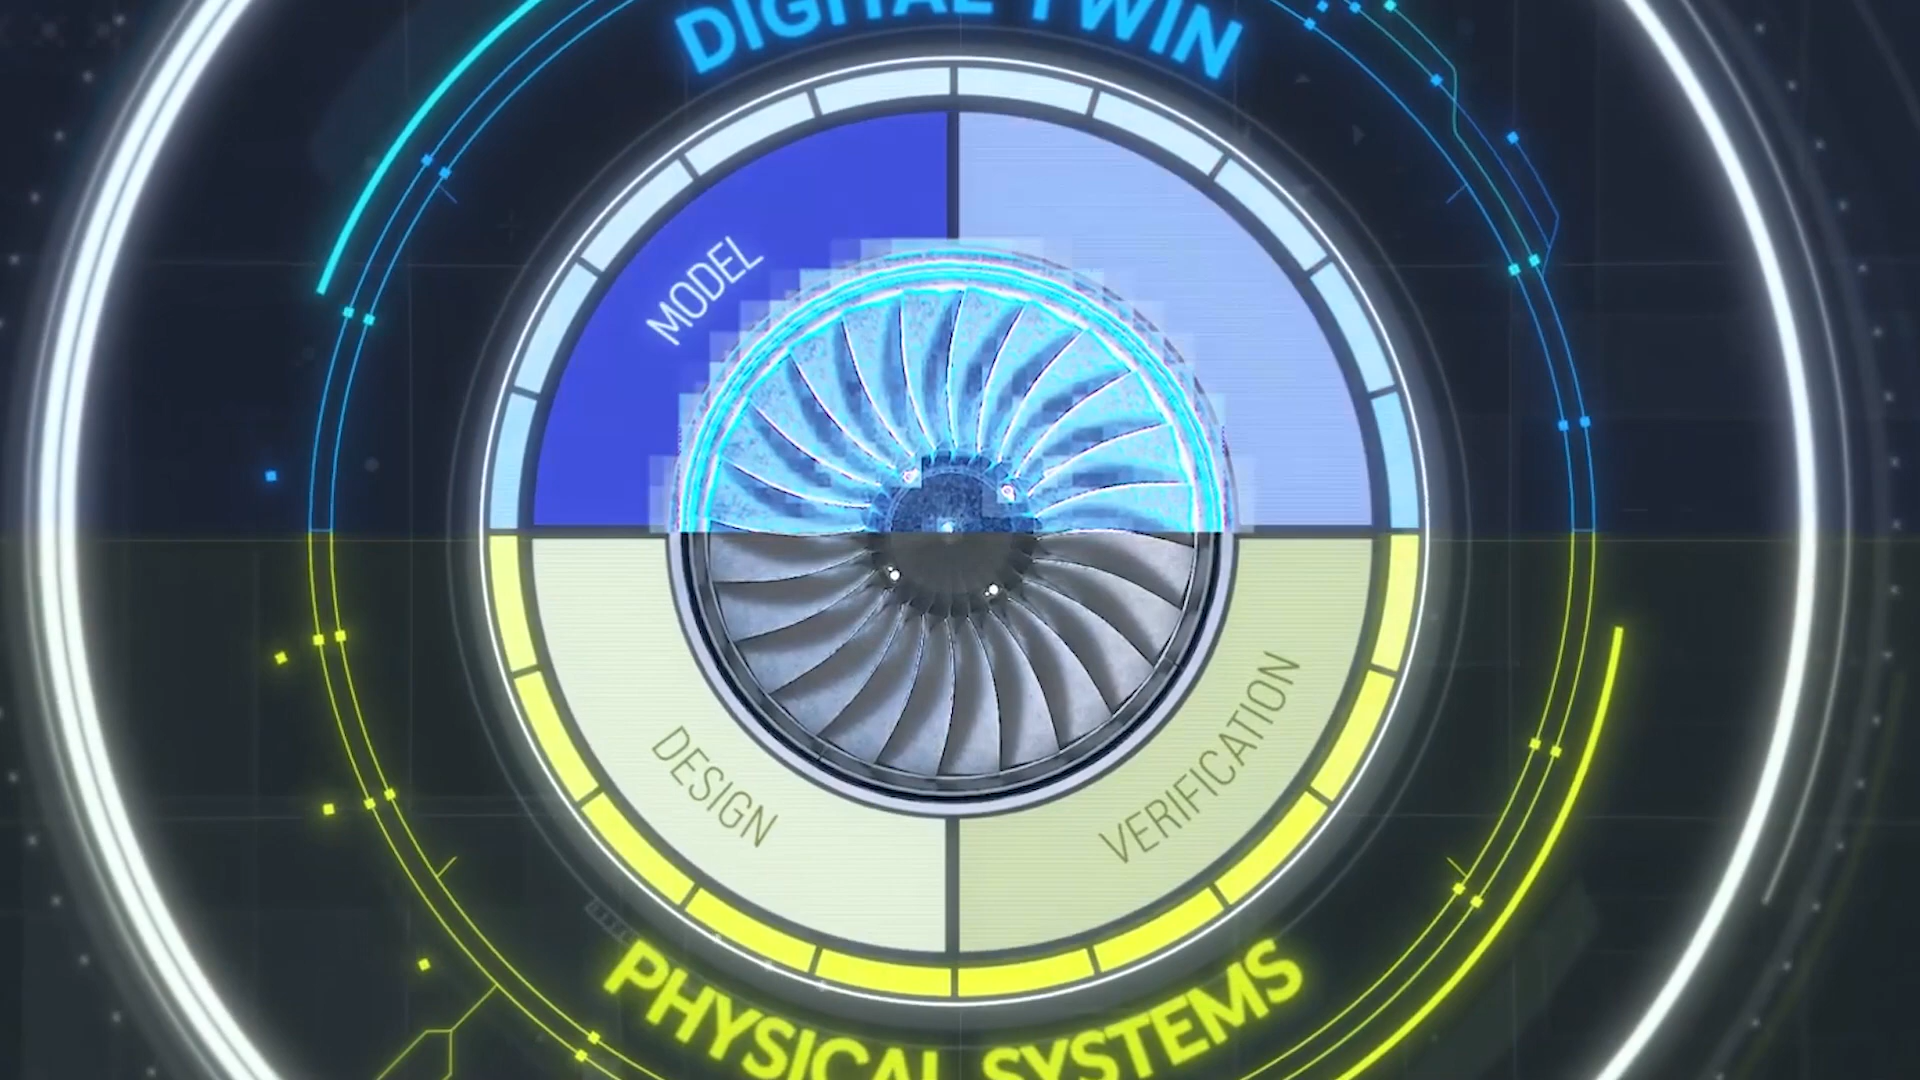 DIGITAL TWIN
MODEL
DESIGN
VERIFICATION
PHYSICAL SYSTEMS